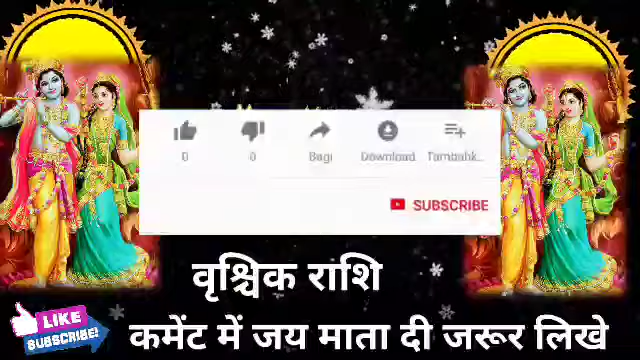 0 0 Bagi Download Tambahk...
SUBSCRIBE
वृश्चिक राशि
LIKE
SUBSCRIBE!
कमेंट में जय माता दी जरूर लिखे